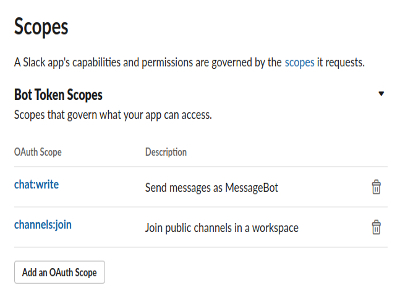 Scopes
A Slack app's capabilities and permissions are governed by the scopes it requests.
Bot Token Scopes
Scopes that govern what your app can access.
OAuth Scope Description
chat:write Send messages as MessageBot
channels:join Join public channels in a workspace
Add an OAuth Scope